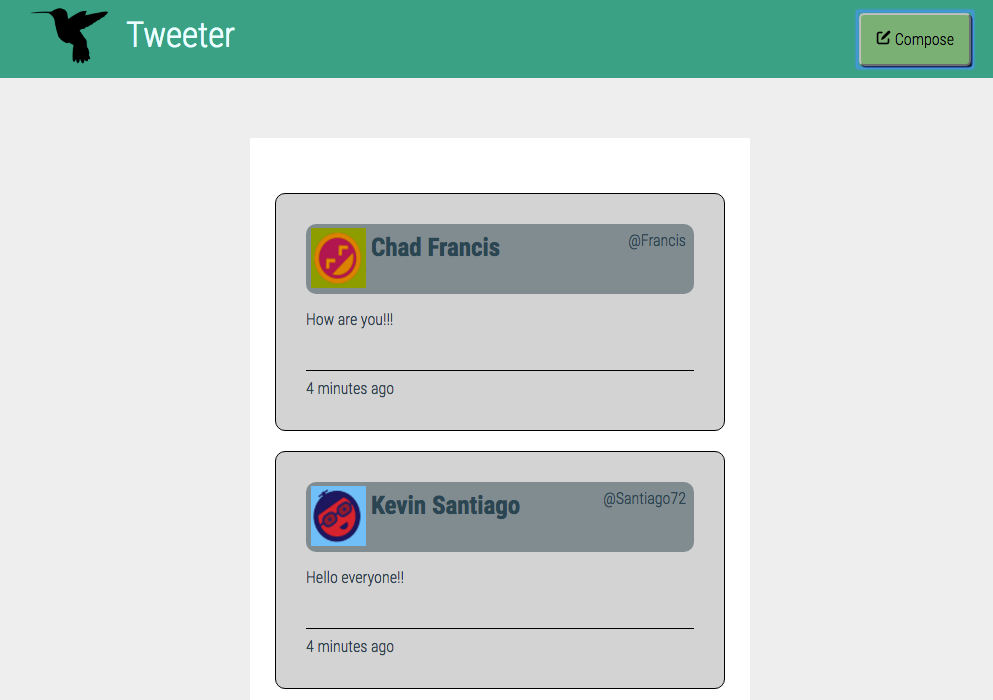 Tweeter
Compose
Chad Francis
@Francis
How are you!!!
4 minutes ago
Kevin Santiago
@Santiago72
Hello everyone!!
4 minutes ago